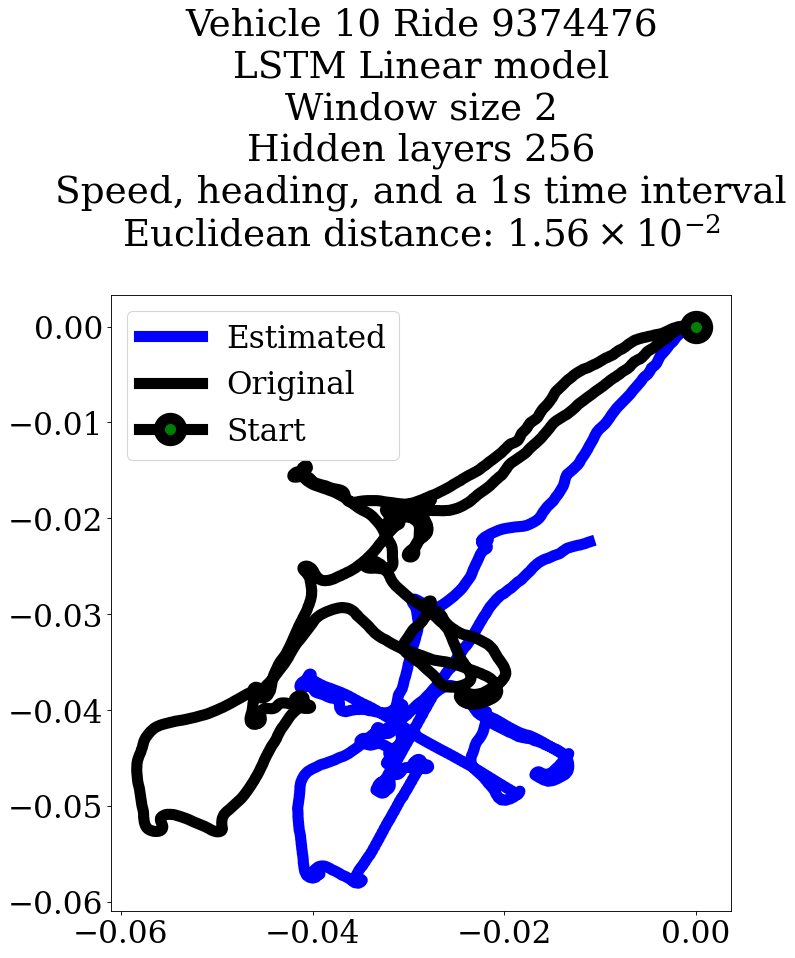 Vehicle 10 Ride 9374476
LSTM Linear model
Window size 2
Hidden layers 256
Speed, heading, and a 1s time interval
Euclidean distance: 1.56 × 10⁻²
Estimated
Original
Start
0.00
−0.01
−0.02
−0.03
−0.04
−0.05
−0.06
−0.06 −0.04 −0.02 0.00